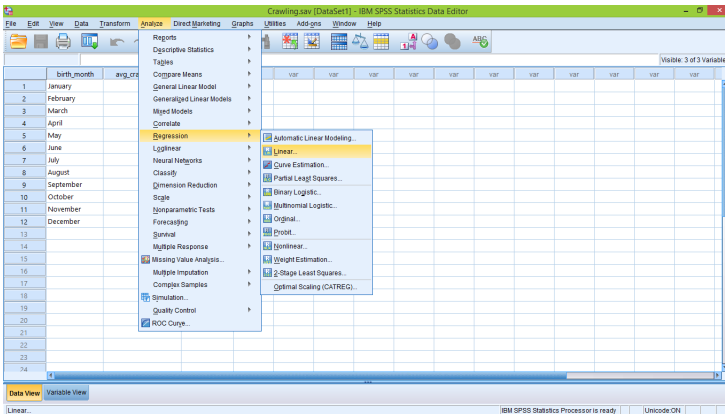 Crawling.sav [DataSet1] - IBM SPSS Statistics Data Editor
File Edit View Data Transform Analyze Direct Marketing Graphs Utilities Add-ons Window Help
Visible: 3 of 3 Variable
birth_month avg_cra var var var var var var var var var
1 January
2 February
3 March
4 April
5 May
6 June
7 July
8 August
9 September
10 October
11 November
12 December
13
14
15
16
17
18
19
20
21
22
23
24
Reports
Descriptive Statistics
Tables
Compare Means
General Linear Model
Generalized Linear Models
Mixed Models
Correlate
Regression
Loglinear
Neural Networks
Classify
Dimension Reduction
Scale
Nonparametric Tests
Forecasting
Survival
Multiple Response
Missing Value Analysis...
Multiple Imputation
Complex Samples
Simulation...
Quality Control
ROC Curve...
Automatic Linear Modeling...
Linear...
Curve Estimation...
Partial Least Squares...
Binary Logistic...
Multinomial Logistic...
Ordinal...
Probit...
Nonlinear...
Weight Estimation...
2-Stage Least Squares...
Optimal Scaling (CATREG)...
Data View Variable View
Linear... IBM SPSS Statistics Processor is ready Unicode:ON